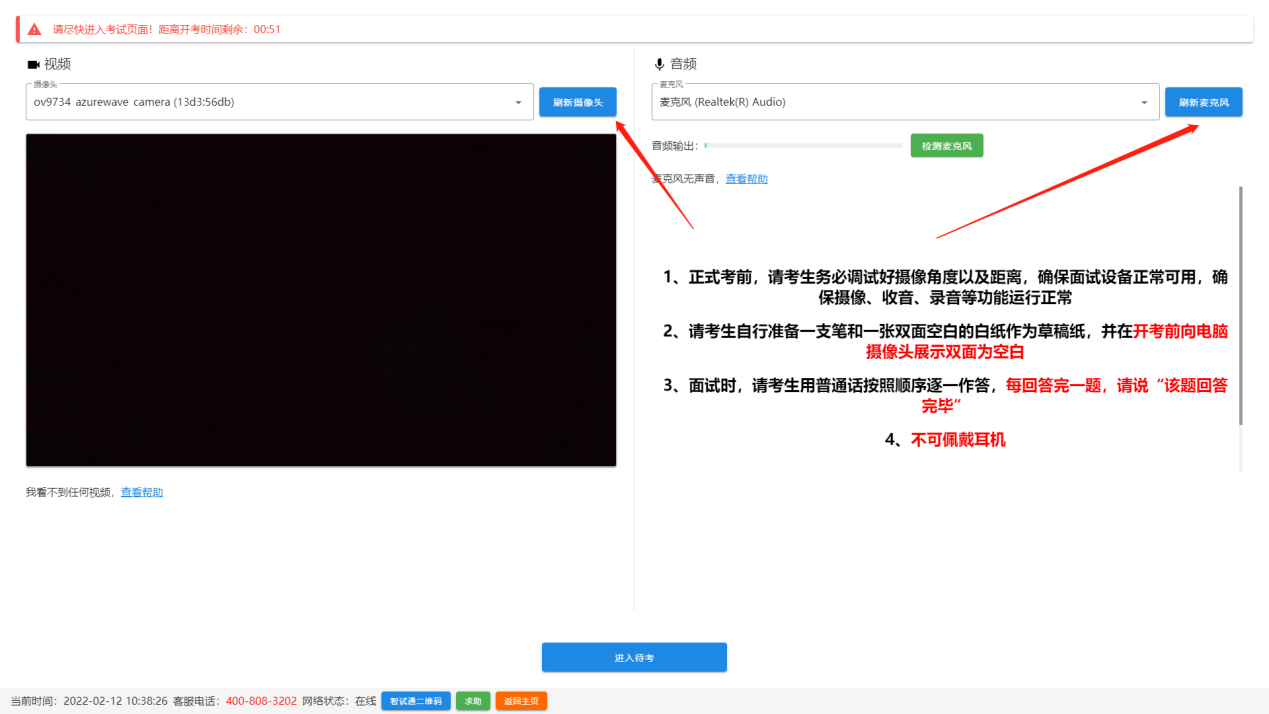 请尽快进入考试页面！距离开考时间剩余：00:51
视频
摄像头
ov9734 azurewave camera (13d3:56db)
刷新摄像头
我看不到任何视频，查看帮助
音频
麦克风
麦克风 (Realtek(R) Audio)
刷新麦克风
音频输出：
检测麦克风
麦克风无声音，查看帮助
1、正式考前，请考生务必调试好摄像角度以及距离，确保面试设备正常可用，确
保摄像、收音、录音等功能运行正常
2、请考生自行准备一支笔和一张双面空白的白纸作为草稿纸，并在开考前向电脑
摄像头展示双面为空白
3、面试时，请考生用普通话按照顺序逐一作答，每回答完一题，请说“该题回答
完毕”
4、不可佩戴耳机
进入待考
当前时间：2022-02-12 10:38:26 客服电话：400-808-3202 网络状态：在线 智试通二维码 求助 返回主页